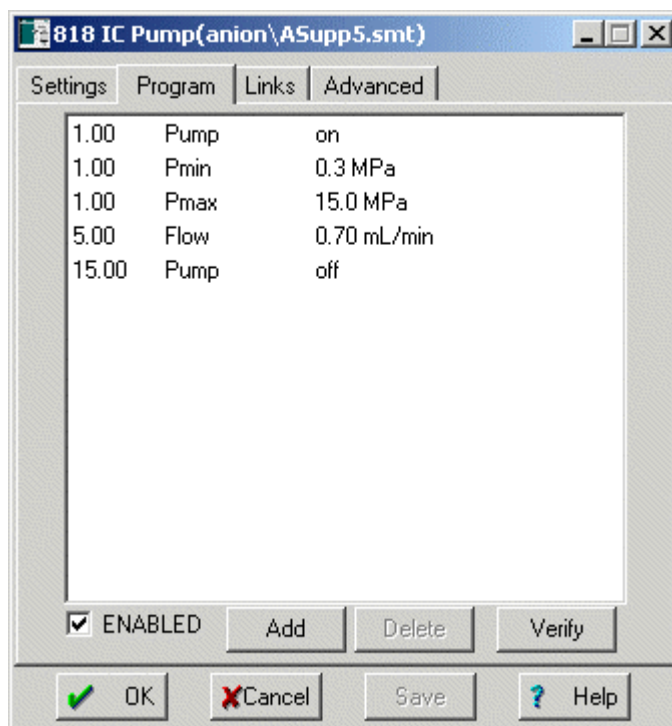 818 IC Pump(anion\ASupp5.smt)
Settings Program Links Advanced
1.00 Pump on
1.00 Pmin 0.3 MPa
1.00 Pmax 15.0 MPa
5.00 Flow 0.70 mL/min
15.00 Pump off
ENABLED Add Delete Verify
OK Cancel Save ? Help